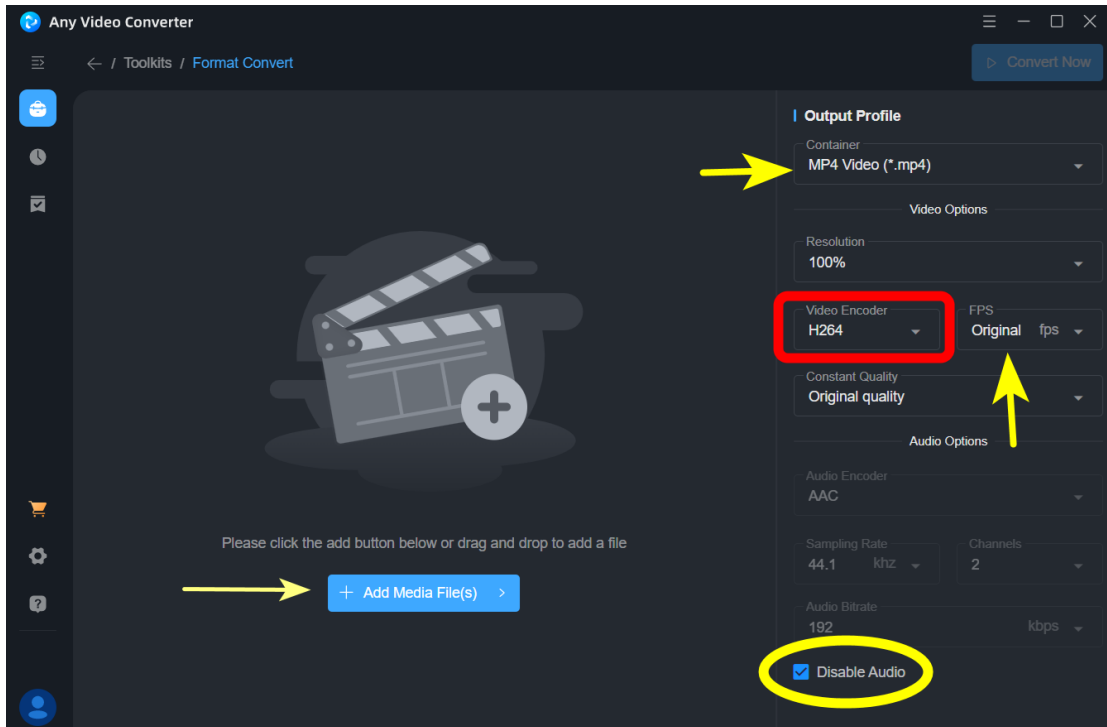 Any Video Converter
← / Toolkits / Format Convert
Convert Now
Output Profile
Container
MP4 Video (*.mp4)
Video Options
Resolution
100%
Video Encoder
H264
FPS
Original fps
Constant Quality
Original quality
Audio Options
Audio Encoder
AAC
Sampling Rate
44.1 khz
Channels
2
Audio Bitrate
192 kbps
Disable Audio
Please click the add button below or drag and drop to add a file
+ Add Media File(s) >